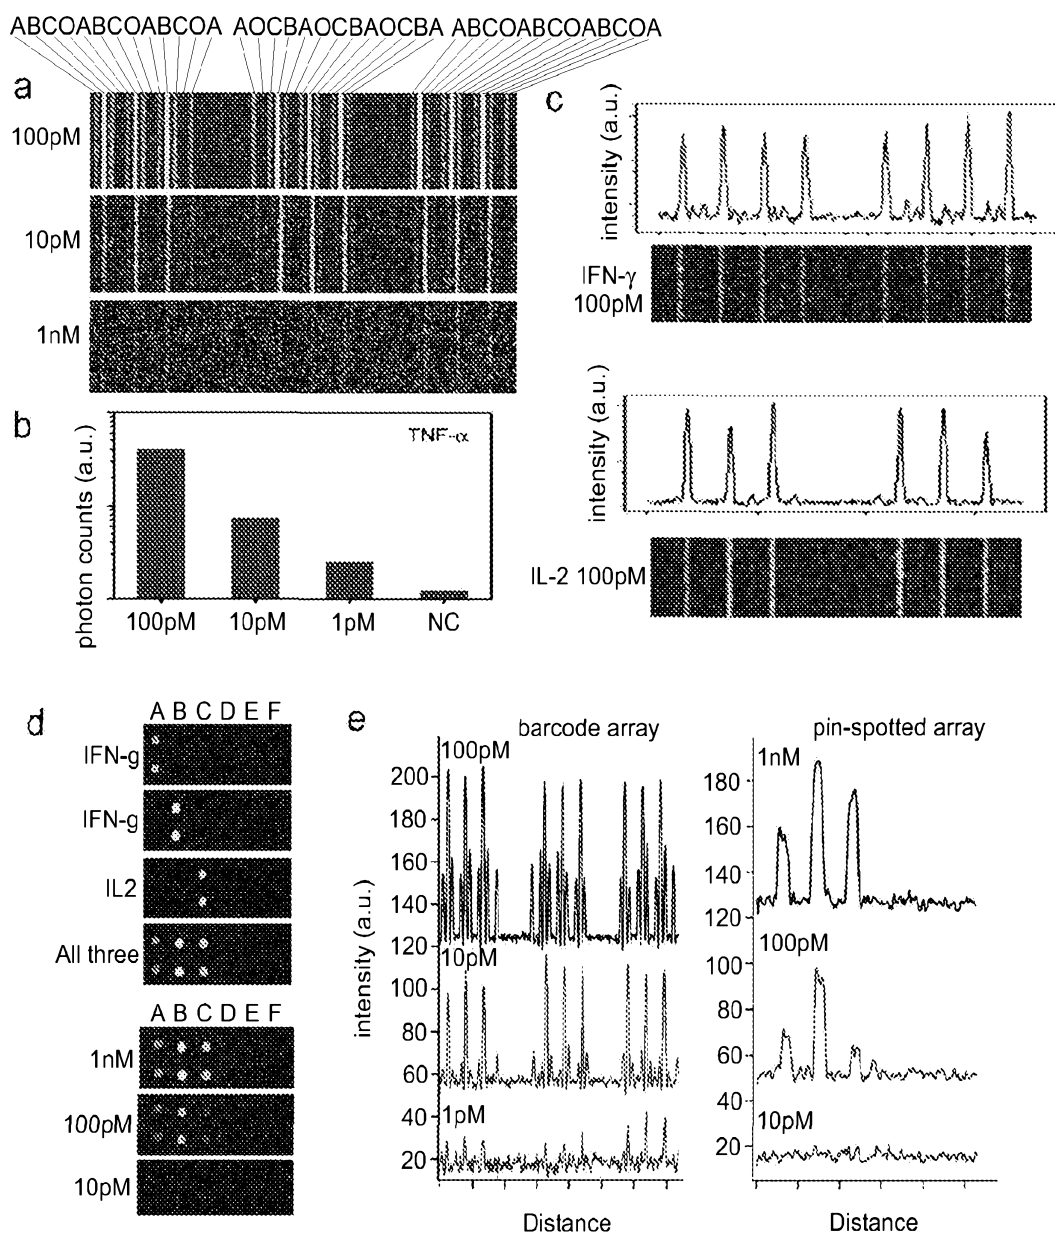 ABCOABCOABCOA AOCBAOCBAOCBA ABCOABCOABCOA
a
100pM
10pM
1nM
b
photon counts (a.u.)
TNF-α
100pM 10pM 1pM NC
c
intensity (a.u.)
IFN-γ
100pM
intensity (a.u.)
IL-2 100pM
d
A B C D E F
IFN-g
IFN-g
IL2
All three
A B C D E F
1nM
100pM
10pM
e
barcode array
intensity (a.u.)
100pM
200
180
160
140
120
10pM
100
80
60
1pM
40
20
Distance
pin-spotted array
1nM
180
160
140
120
100pM
100
80
60
40
10pM
20
Distance